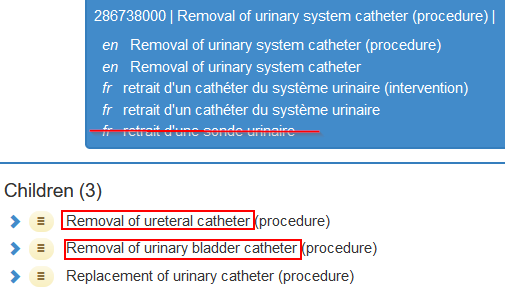 286738000 | Removal of urinary system catheter (procedure) |
en Removal of urinary system catheter (procedure)
en Removal of urinary system catheter
fr retrait d'un cathéter du système urinaire (intervention)
fr retrait d'un cathéter du système urinaire
fr retrait d'une sonde urinaire
Children (3)
Removal of ureteral catheter (procedure)
Removal of urinary bladder catheter (procedure)
Replacement of urinary catheter (procedure)